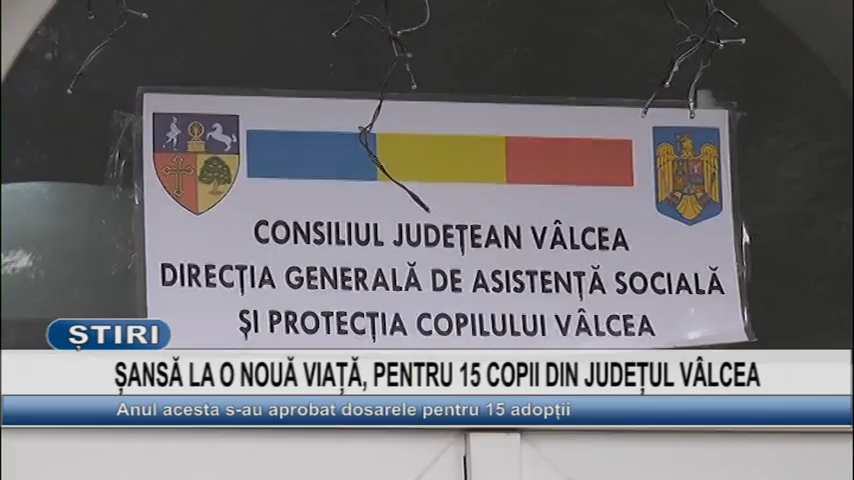 CONSILIUL JUDEȚEAN VÂLCEA
DIRECȚIA GENERALĂ DE ASISTENȚĂ SOCIALĂ
ȘI PROTECȚIA COPILULUI VÂLCEA
ȘTIRI
ȘANSĂ LA O NOUĂ VIAȚĂ, PENTRU 15 COPII DIN JUDEȚUL VÂLCEA
Anul acesta s-au aprobat dosarele pentru 15 adopții